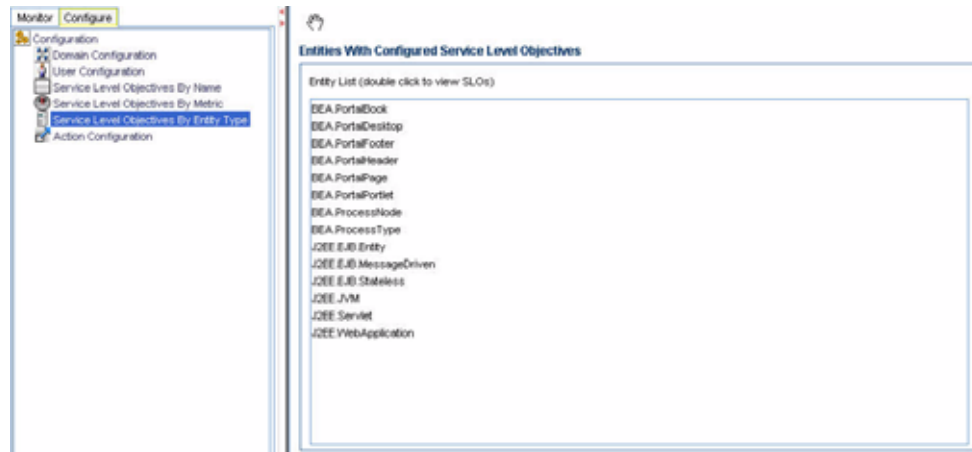 Monitor Configure
Configuration
Domain Configuration
User Configuration
Service Level Objectives By Name
Service Level Objectives By Metric
Service Level Objectives By Entity Type
Action Configuration
Entities With Configured Service Level Objectives
Entity List (double click to view SLOs)
BEA.PortalBook
BEA.PortalDesktop
BEA.PortalFooter
BEA.PortalHeader
BEA.PortalPage
BEA.PortalPortlet
BEA.ProcessNode
BEA.ProcessType
J2EE.EJB.Entity
J2EE.EJB.MessageDriven
J2EE.EJB.Stateless
J2EE.JVM
J2EE.Servlet
J2EE.WebApplication